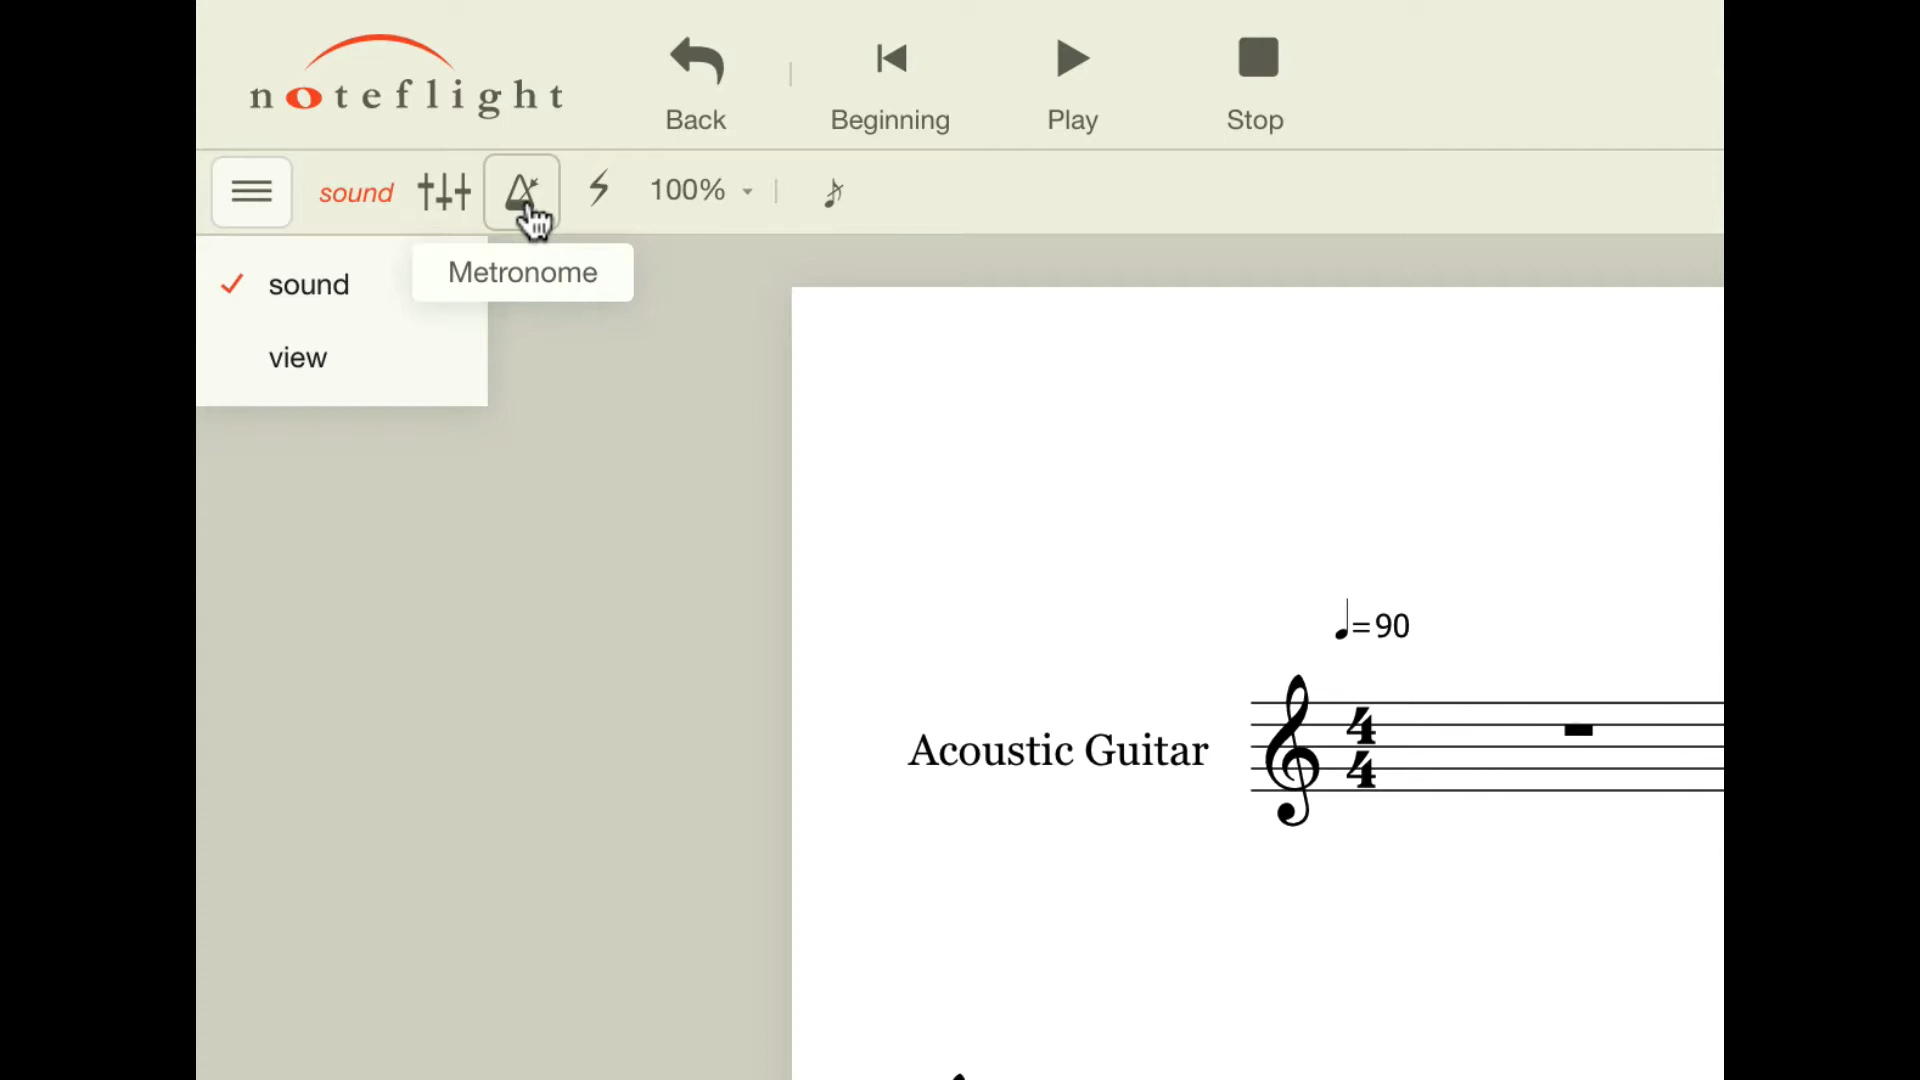 noteflight
Back
Beginning
Play
Stop
sound
100%
Metronome
sound
view
=90
Acoustic Guitar
4
4